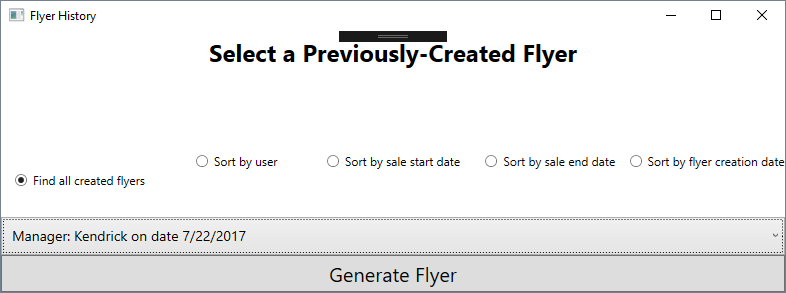 Flyer History
Select a Previously-Created Flyer
Sort by user
Sort by sale start date
Sort by sale end date
Sort by flyer creation date
Find all created flyers
Manager: Kendrick on date 7/22/2017
Generate Flyer